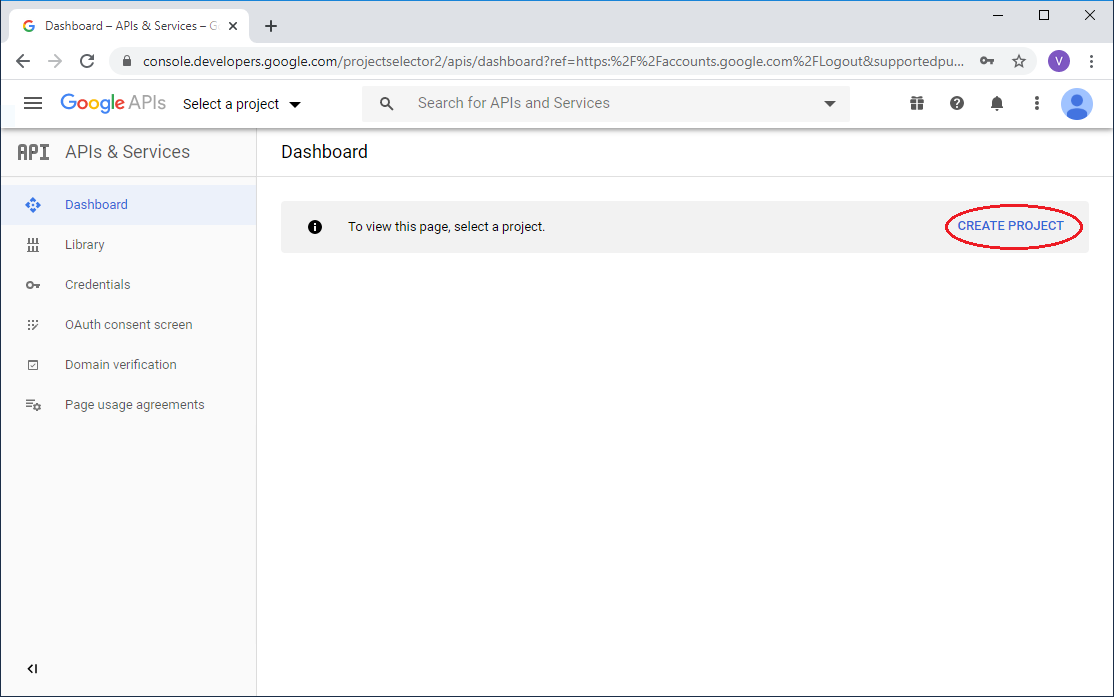 Dashboard – APIs & Services – G
console.developers.google.com/projectselector2/apis/dashboard?ref=https:%2F%2Faccounts.google.com%2FLogout&supportedpu...
V
Google APIs
Select a project
Search for APIs and Services
API APIs & Services
Dashboard
Dashboard
Library
Credentials
OAuth consent screen
Domain verification
Page usage agreements
To view this page, select a project.
CREATE PROJECT